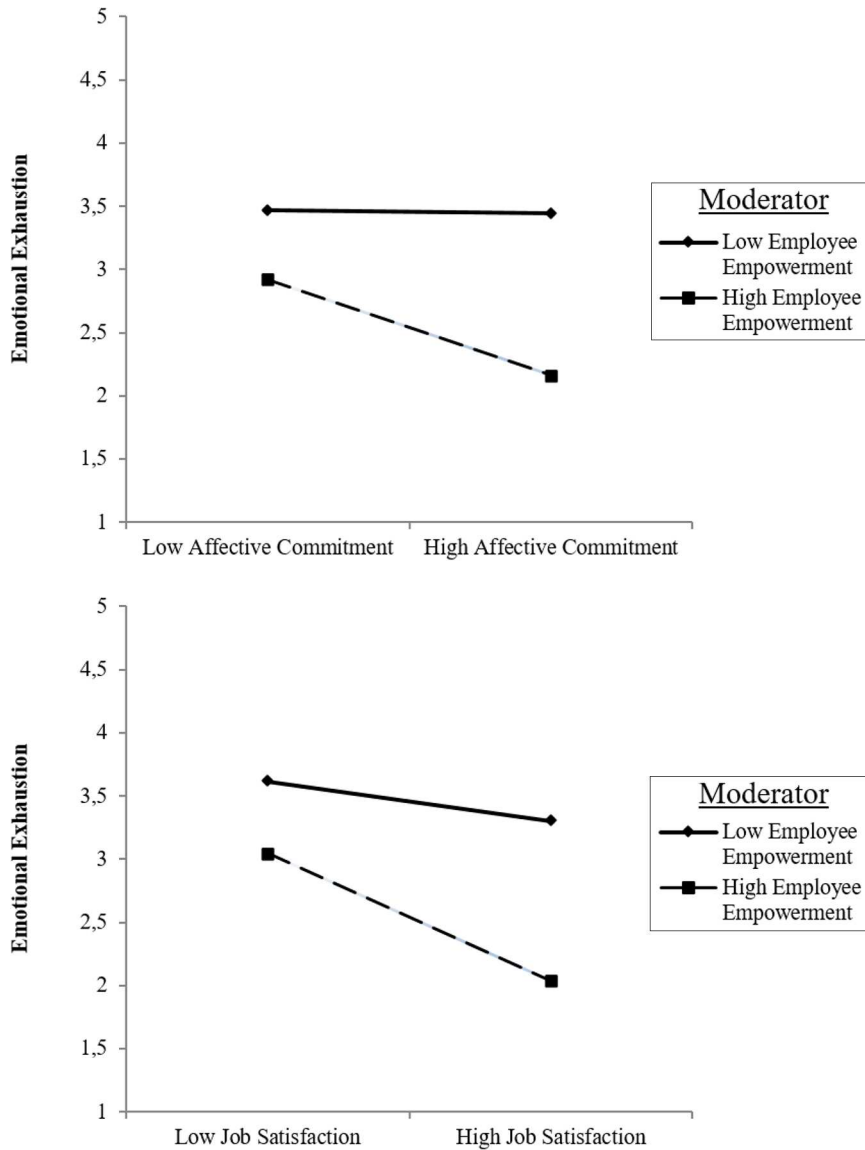 5
4,5
4
3,5
3
2,5
2
1,5
1
Emotional Exhaustion
Low Affective Commitment
High Affective Commitment
Moderator
Low Employee
Empowerment
High Employee
Empowerment
5
4,5
4
3,5
3
2,5
2
1,5
1
Emotional Exhaustion
Low Job Satisfaction
High Job Satisfaction
Moderator
Low Employee
Empowerment
High Employee
Empowerment